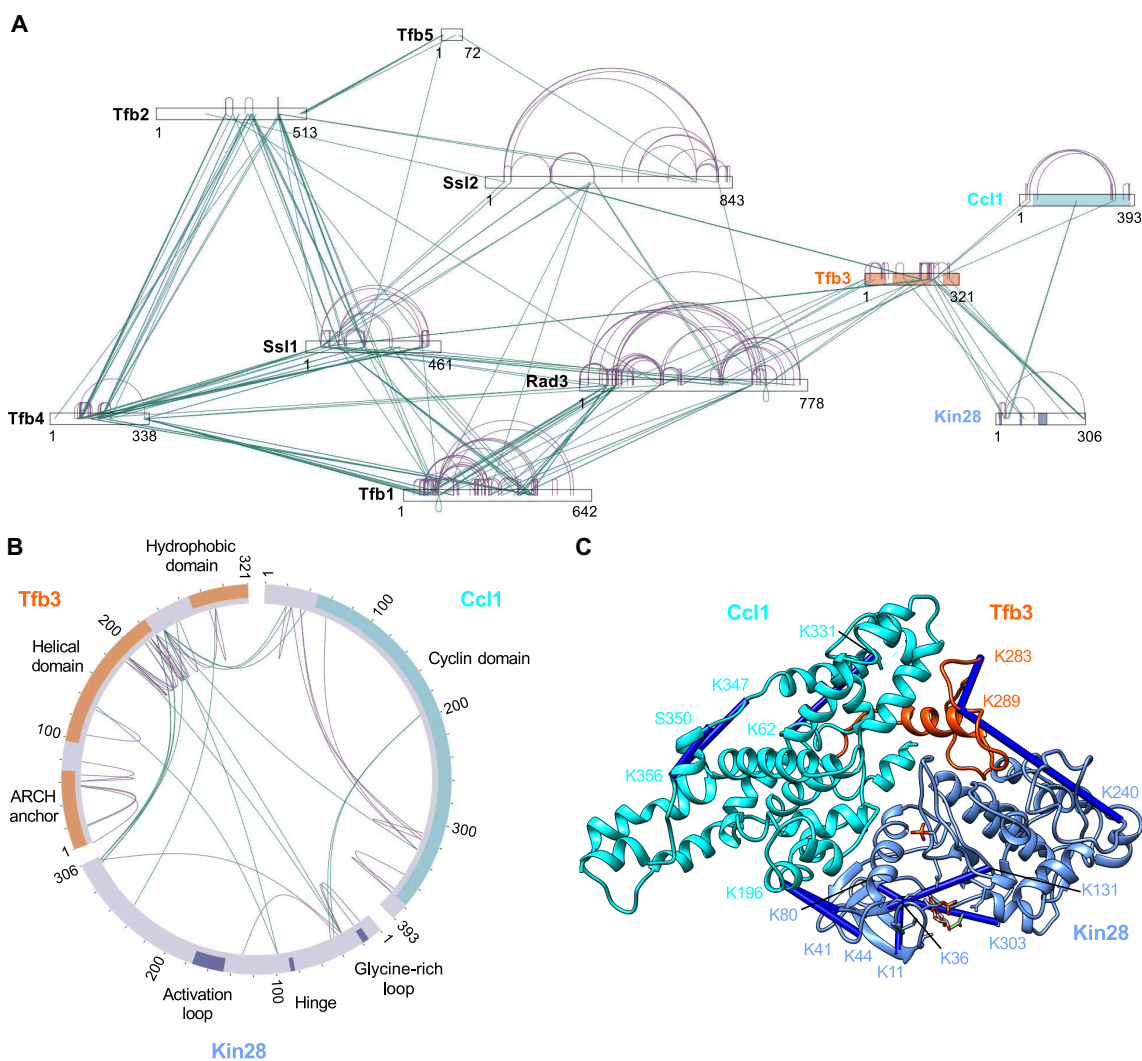 A
Tfb5
1 72
Tfb2
1 513
Ssl2
1 843
Ccl1
1 393
Tfb3
1 321
Ssl1
1 461
Rad3
1 778
Tfb4
1 338
Kin28
1 306
Tfb1
1 642
B
Hydrophobic
domain
321
1
Tfb3
Ccl1
100
200
Helical
domain
Cyclin domain
200
100
ARCH
anchor
300
1
306
393
1
Glycine-rich
loop
200
100
Hinge
Activation
loop
Kin28
C
Ccl1
Tfb3
K331
K283
K347
K289
S350
K62
K356
K240
K196
K131
K80
K303
Kin28
K41
K44
K36
K11